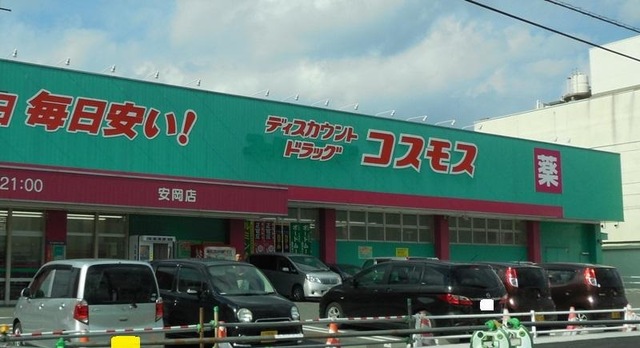 日 毎日安い!
ディスカウント
ドラッグ コスモス
薬
21:00
安岡店